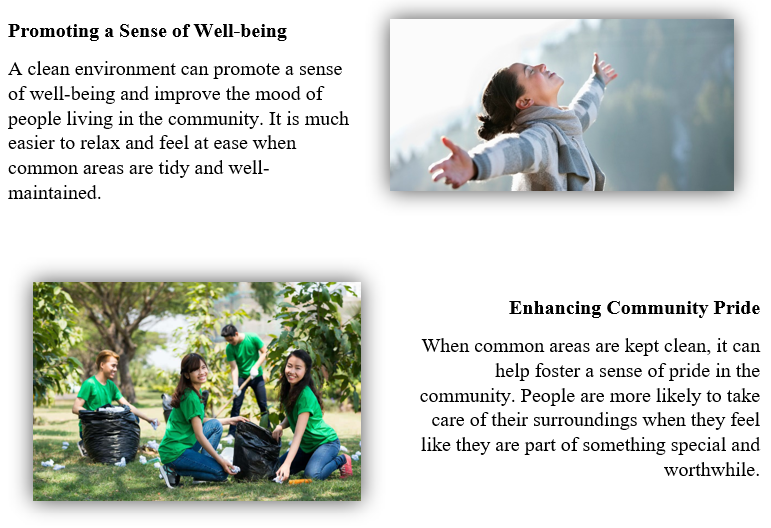 Promoting a Sense of Well-being
A clean environment can promote a sense
of well-being and improve the mood of
people living in the community. It is much
easier to relax and feel at ease when
common areas are tidy and well-
maintained.
Enhancing Community Pride
When common areas are kept clean, it can
help foster a sense of pride in the
community. People are more likely to take
care of their surroundings when they feel
like they are part of something special and
worthwhile.